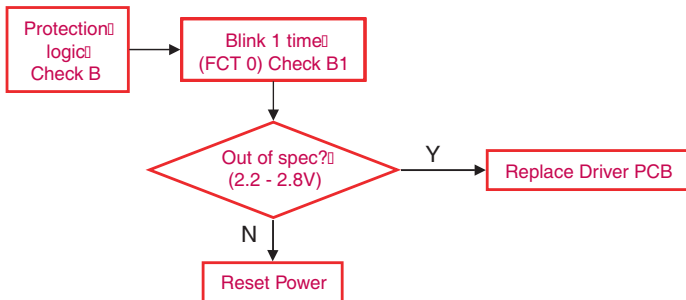 Protection
logic
Check B
Blink 1 time
(FCT 0) Check B1
Out of spec?
(2.2 - 2.8V)
Y
Replace Driver PCB
N
Reset Power